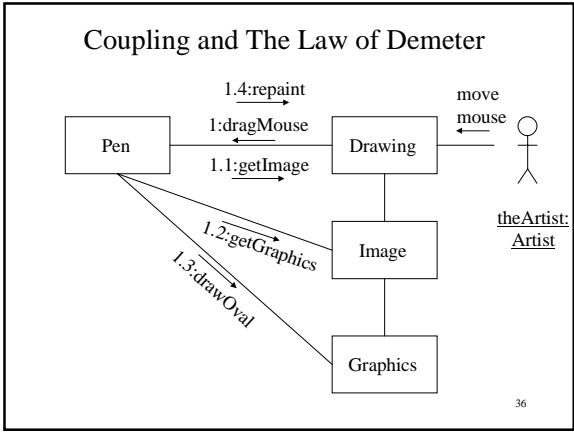 Coupling and The Law of Demeter
1.4:repaint
move
mouse
1:dragMouse
Pen
Drawing
1.1:getImage
theArtist:
Artist
1.2:getGraphics
Image
1.3:drawOval
Graphics
36